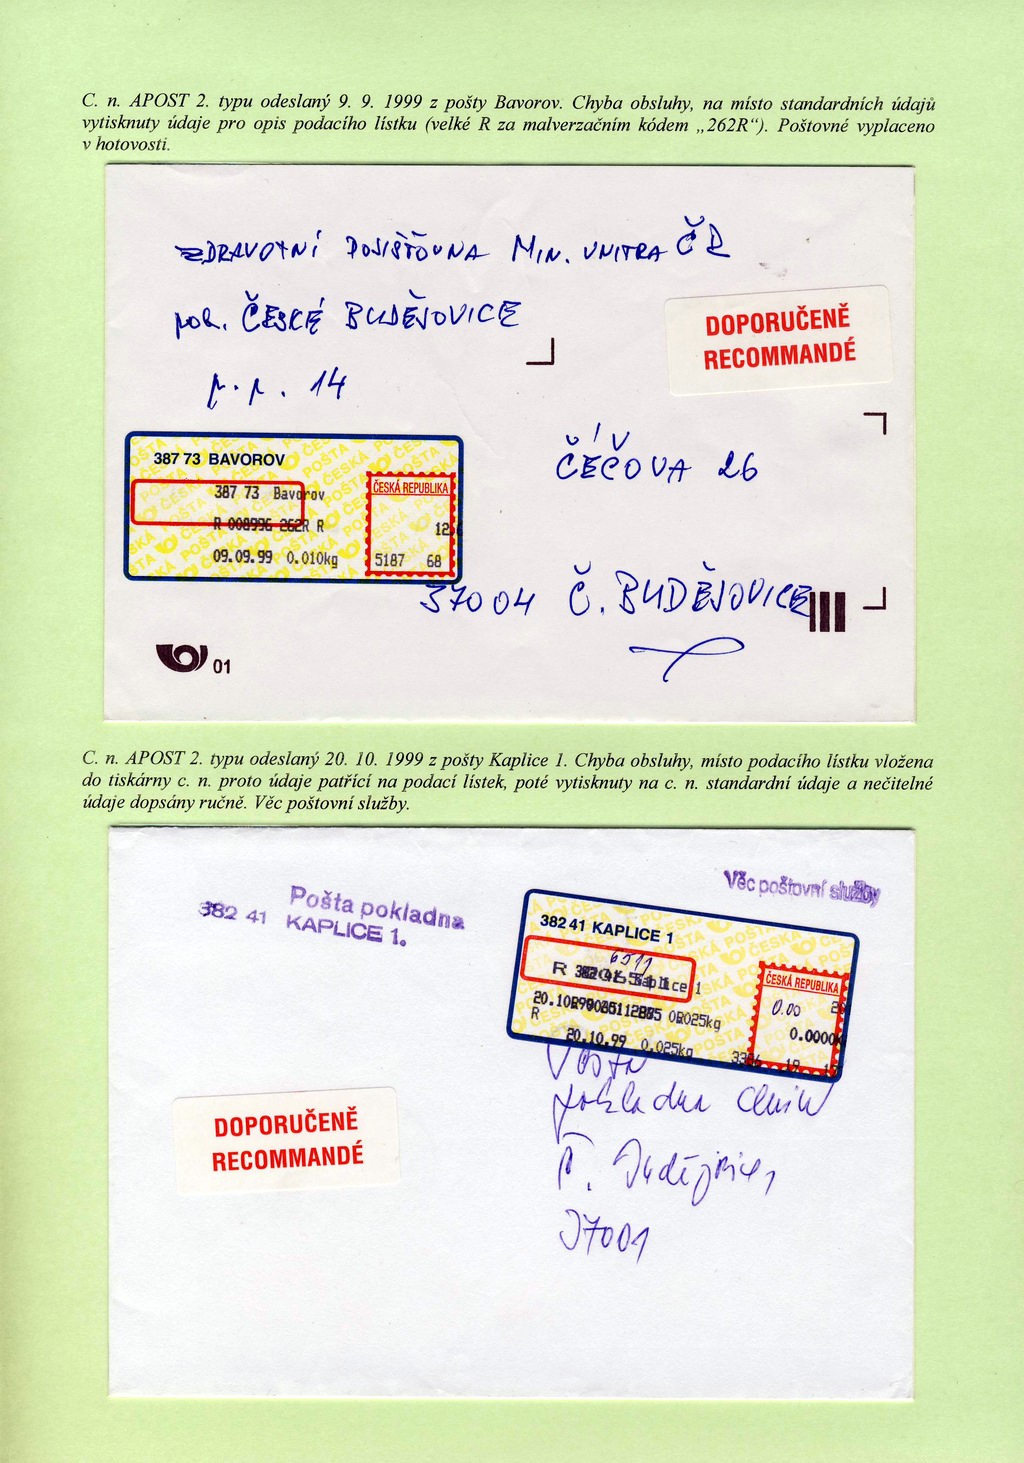 C. n. APOST 2. typu odeslaný 9. 9. 1999 z pošty Bavorov. Chyba obsluhy, na místo standardních údajů
vytisknuty údaje pro opis podacího lístku (velké R za malverzačním kódem „262R“). Poštovné vyplaceno
v hotovosti.
ZDRAVOTNÍ POJIŠŤOVNA MIN. VNITRA ČR
pob. ČESKÉ BUDĚJOVICE
p.p. 14
DOPORUČENĚ
RECOMMANDÉ
387 73 BAVOROV
387 73 Bavorov
ČESKÁ REPUBLIKA
R 008996 262R R
09.09.99 0.010kg
5187 68
ČÉČOVA 26
37004 Č. BUDĚJOVICE
01
C. n. APOST 2. typu odeslaný 20. 10. 1999 z pošty Kaplice 1. Chyba obsluhy, místo podacího lístku vložena
do tiskárny c. n. proto údaje patřící na podací lístek, poté vytisknuty na c. n. standardní údaje a nečitelné
údaje dopsány ručně. Věc poštovní služby.
Věc poštovní služby
Pošta pokladna
382 41 KAPLICE 1.
382 41 KAPLICE 1
6511
ČESKÁ REPUBLIKA
0.00
0.0000
R
20.10.99 0.025kg
pokladna
37001
DOPORUČENĚ
RECOMMANDÉ